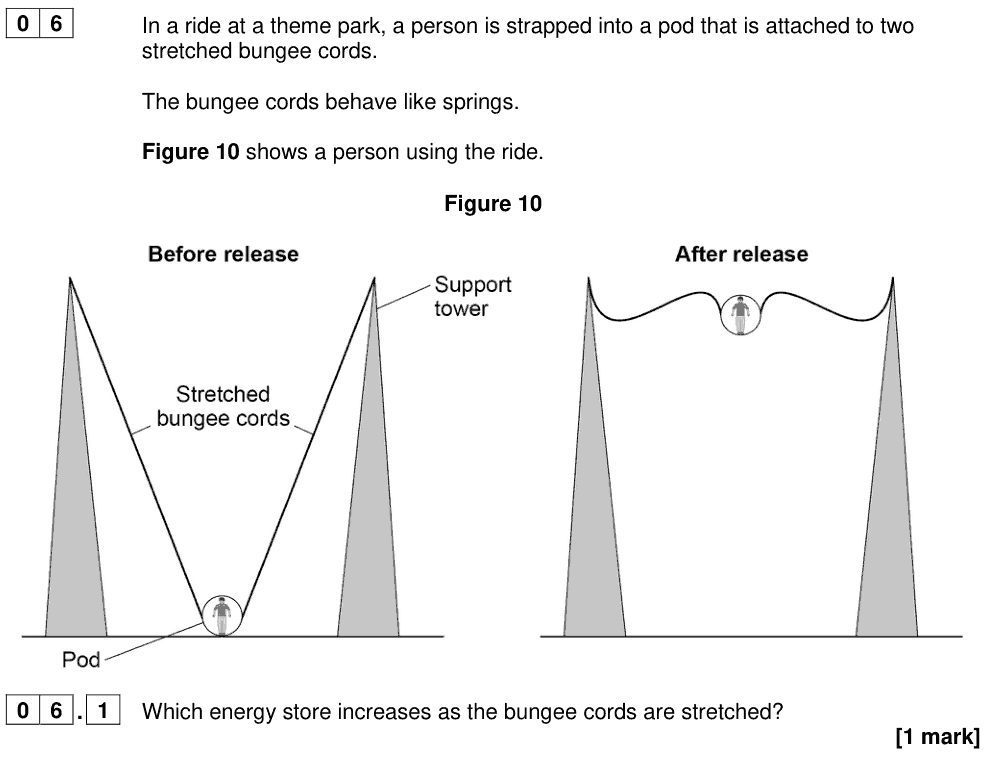 0 6 In a ride at a theme park, a person is strapped into a pod that is attached to two
stretched bungee cords.
The bungee cords behave like springs.
Figure 10 shows a person using the ride.
Figure 10
Before release
After release
Support
tower
Stretched
bungee cords
Pod
0 6 . 1 Which energy store increases as the bungee cords are stretched?
[1 mark]